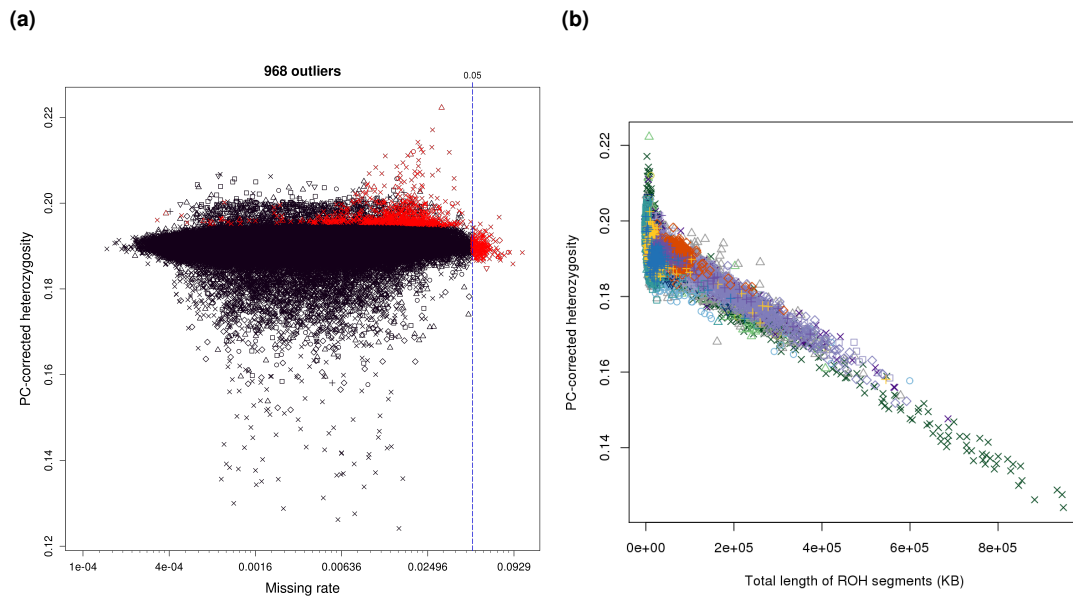 (a)
968 outliers
0.05
0.22
0.20
0.18
0.16
0.14
0.12
PC-corrected heterozygosity
1e-04
4e-04
0.0016
0.00636
0.02496
0.0929
Missing rate
(b)
0.22
0.20
0.18
0.16
0.14
PC-corrected heterozygosity
0e+00
2e+05
4e+05
6e+05
8e+05
Total length of ROH segments (KB)